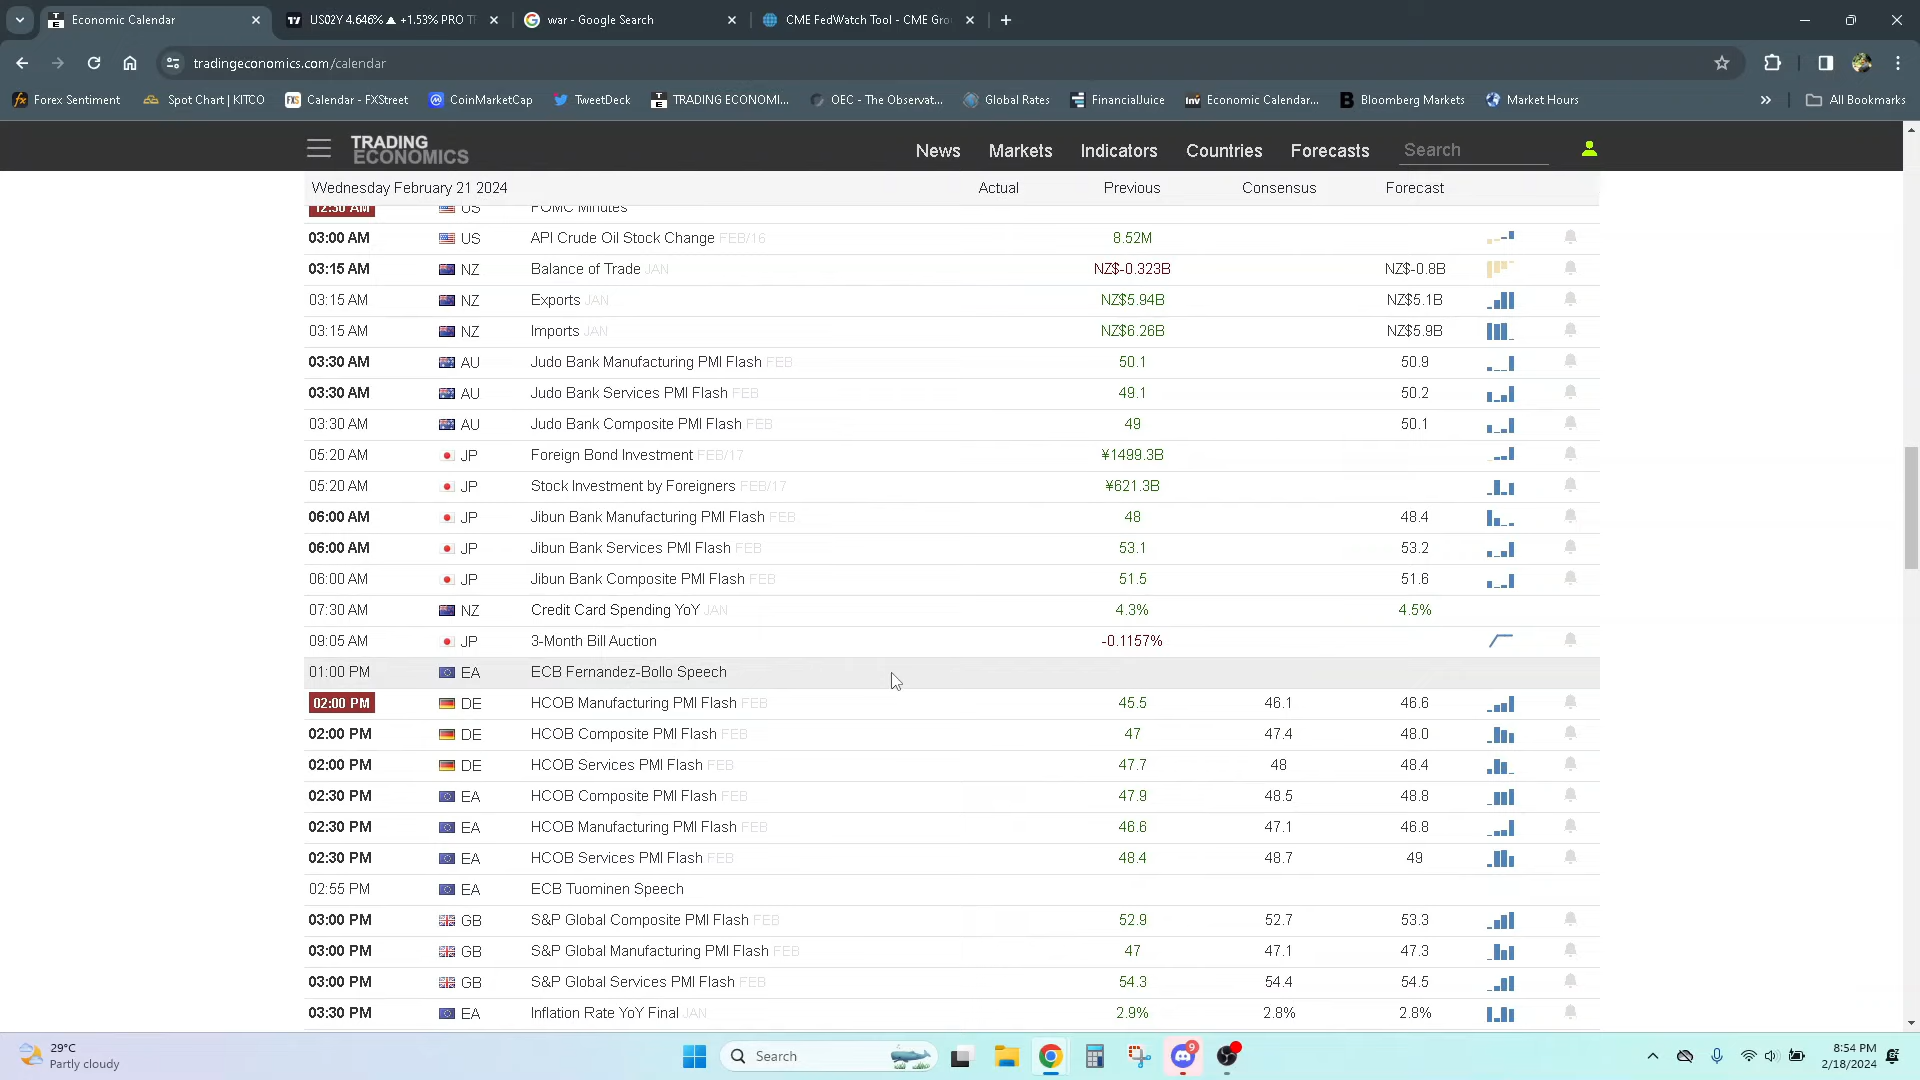 Economic Calendar
US02Y 4.646% ▲ +1.53% PRO
war - Google Search
CME FedWatch Tool - CME Gro
tradingeconomics.com/calendar
Forex Sentiment
Spot Chart | KITCO
Calendar - FXStreet
CoinMarketCap
TweetDeck
TRADING ECONOMI...
OEC - The Observat...
Global Rates
FinancialJuice
Economic Calendar...
Bloomberg Markets
Market Hours
» All Bookmarks
TRADING ECONOMICS
News Markets Indicators Countries Forecasts Search
Wednesday February 21 2024 Actual Previous Consensus Forecast
12:30 AM US FOMC Minutes
03:00 AM US API Crude Oil Stock Change FEB/16 8.52M
03:15 AM NZ Balance of Trade JAN NZ$-0.323B NZ$-0.8B
03:15 AM NZ Exports JAN NZ$5.94B NZ$5.1B
03:15 AM NZ Imports JAN NZ$6.26B NZ$5.9B
03:30 AM AU Judo Bank Manufacturing PMI Flash FEB 50.1 50.9
03:30 AM AU Judo Bank Services PMI Flash FEB 49.1 50.2
03:30 AM AU Judo Bank Composite PMI Flash FEB 49 50.1
05:20 AM JP Foreign Bond Investment FEB/17 ¥1499.3B
05:20 AM JP Stock Investment by Foreigners FEB/17 ¥621.3B
06:00 AM JP Jibun Bank Manufacturing PMI Flash FEB 48 48.4
06:00 AM JP Jibun Bank Services PMI Flash FEB 53.1 53.2
06:00 AM JP Jibun Bank Composite PMI Flash FEB 51.5 51.6
07:30 AM NZ Credit Card Spending YoY JAN 4.3% 4.5%
09:05 AM JP 3-Month Bill Auction -0.1157%
01:00 PM EA ECB Fernandez-Bollo Speech
02:00 PM DE HCOB Manufacturing PMI Flash FEB 45.5 46.1 46.6
02:00 PM DE HCOB Composite PMI Flash FEB 47 47.4 48.0
02:00 PM DE HCOB Services PMI Flash FEB 47.7 48 48.4
02:30 PM EA HCOB Composite PMI Flash FEB 47.9 48.5 48.8
02:30 PM EA HCOB Manufacturing PMI Flash FEB 46.6 47.1 46.8
02:30 PM EA HCOB Services PMI Flash FEB 48.4 48.7 49
02:55 PM EA ECB Tuominen Speech
03:00 PM GB S&P Global Composite PMI Flash FEB 52.9 52.7 53.3
03:00 PM GB S&P Global Manufacturing PMI Flash FEB 47 47.1 47.3
03:00 PM GB S&P Global Services PMI Flash FEB 54.3 54.4 54.5
03:30 PM EA Inflation Rate YoY Final JAN 2.9% 2.8% 2.8%
29°C
Partly cloudy
Search
9
8:54 PM
2/18/2024